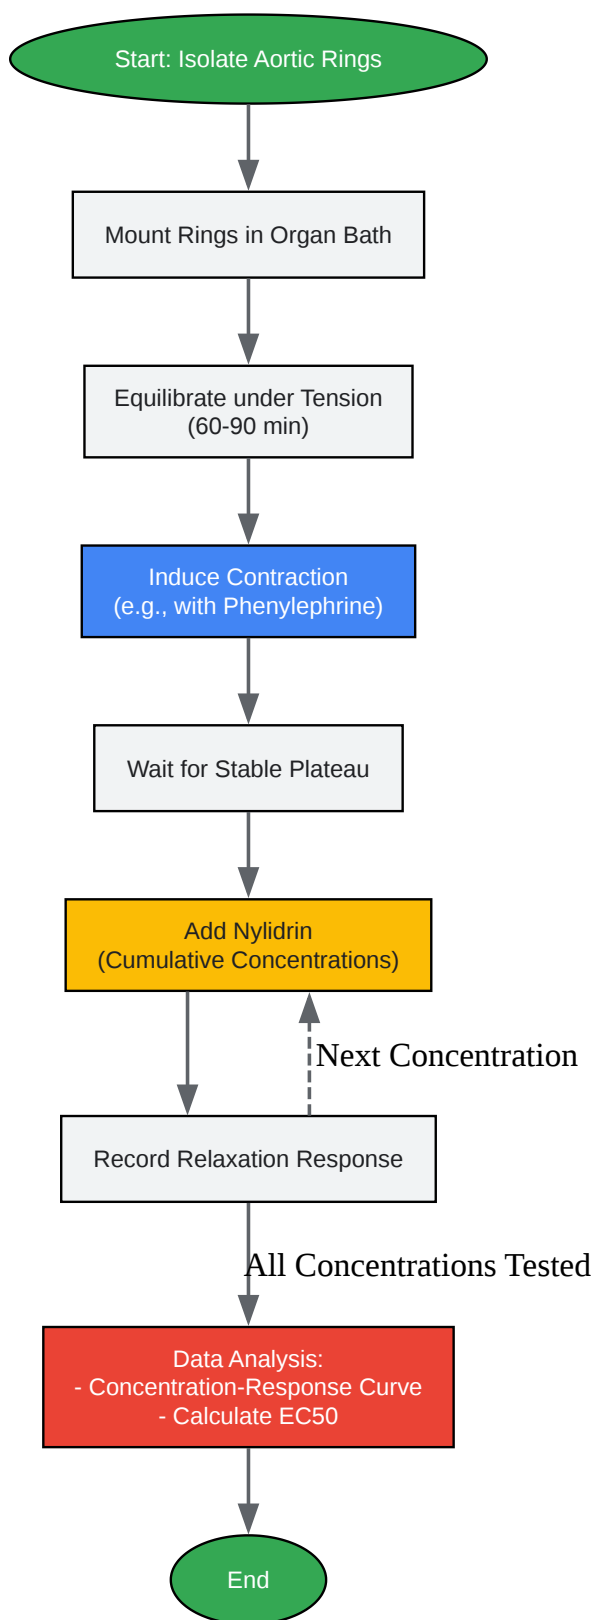 Start: Isolate Aortic Rings
Mount Rings in Organ Bath
Equilibrate under Tension
(60-90 min)
Induce Contraction
(e.g., with Phenylephrine)
Wait for Stable Plateau
Add Nylidrin
(Cumulative Concentrations)
Next Concentration
Record Relaxation Response
All Concentrations Tested
Data Analysis:
- Concentration-Response Curve
- Calculate EC50
End